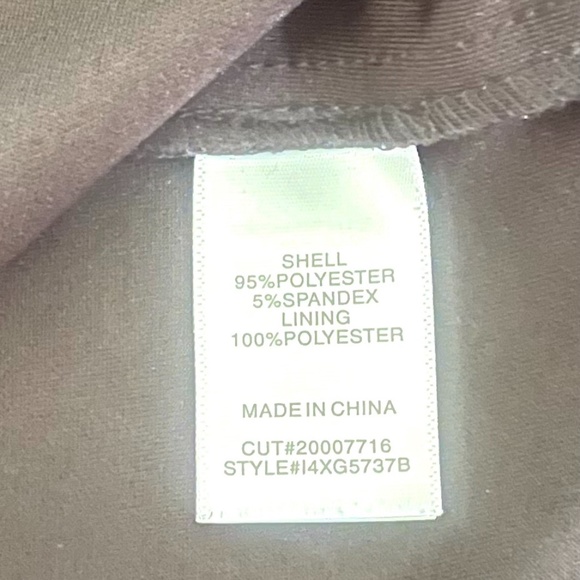 SHELL
95%POLYESTER
5%SPANDEX
LINING
100%POLYESTER
MADE IN CHINA
CUT#20007716
STYLE#I4XG5737B